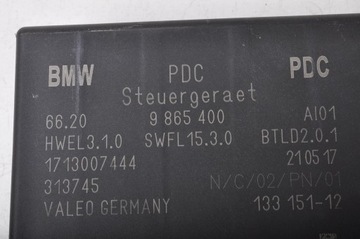 BMW PDC PDC
Steuergeraet
66.20 9 865 400 AI01
HWEL3.1.0 SWFL15.3.0 BTLD2.0.1
1713007444 210517
313745 N/C/02/PN/01
VALEO GERMANY 133 151-12